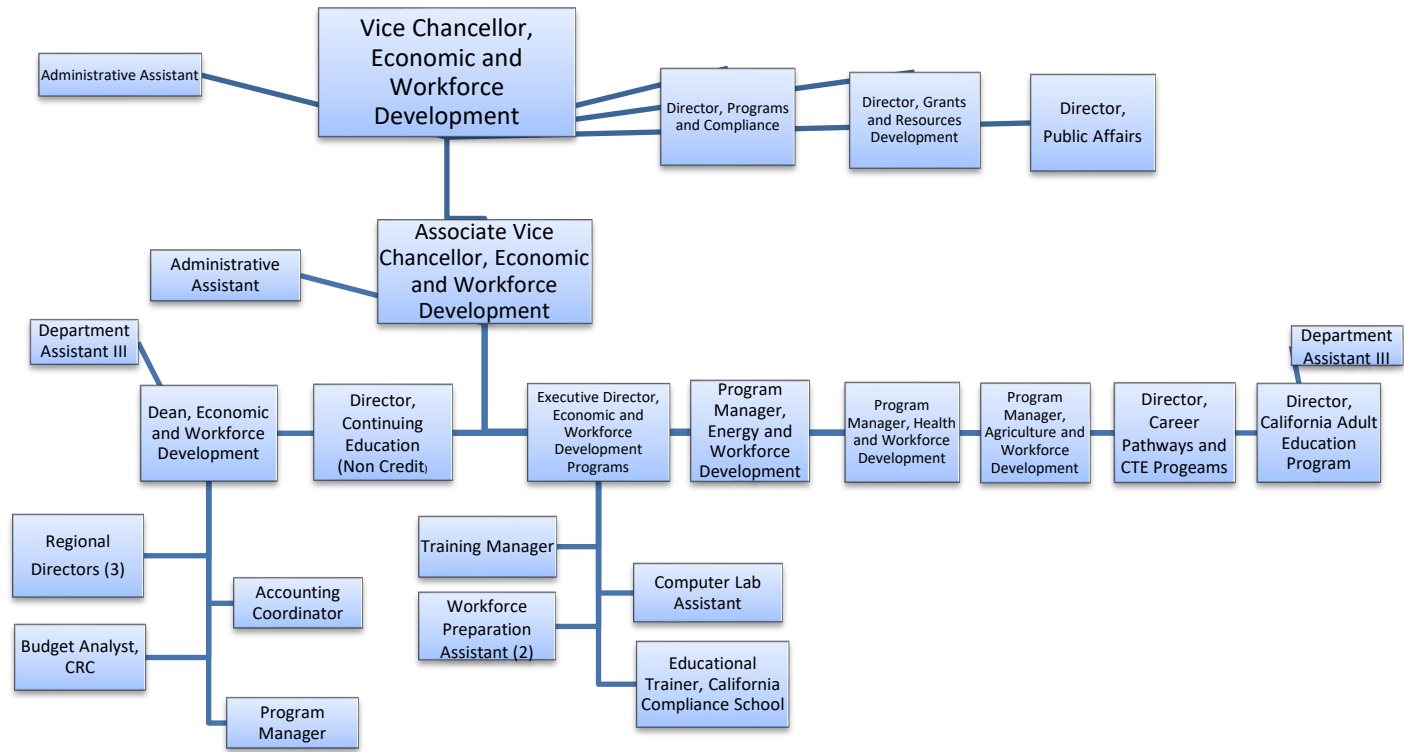 Vice Chancellor,
Economic and
Workforce
Development
Administrative Assistant
Director, Programs
and Compliance
Director, Grants
and Resources
Development
Director,
Public Affairs
Associate Vice
Chancellor, Economic
and Workforce
Development
Administrative
Assistant
Department
Assistant III
Department
Assistant III
Dean, Economic
and Workforce
Development
Director,
Continuing
Education
(Non Credit)
Executive Director,
Economic and
Workforce
Development
Programs
Program
Manager,
Energy and
Workforce
Development
Program
Manager, Health
and Workforce
Development
Program
Manager,
Agriculture and
Workforce
Development
Director,
Career
Pathways and
CTE Progeams
Director,
California Adult
Education
Program
Regional
Directors (3)
Accounting
Coordinator
Budget Analyst,
CRC
Program
Manager
Training Manager
Computer Lab
Assistant
Workforce
Preparation
Assistant (2)
Educational
Trainer, California
Compliance School